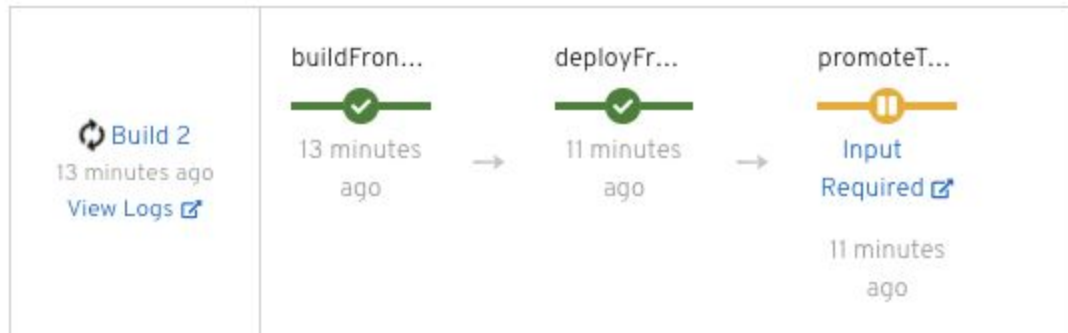 Build 2
13 minutes ago
View Logs
buildFron...
13 minutes
ago
deployFr...
11 minutes
ago
promoteT...
Input
Required
11 minutes
ago